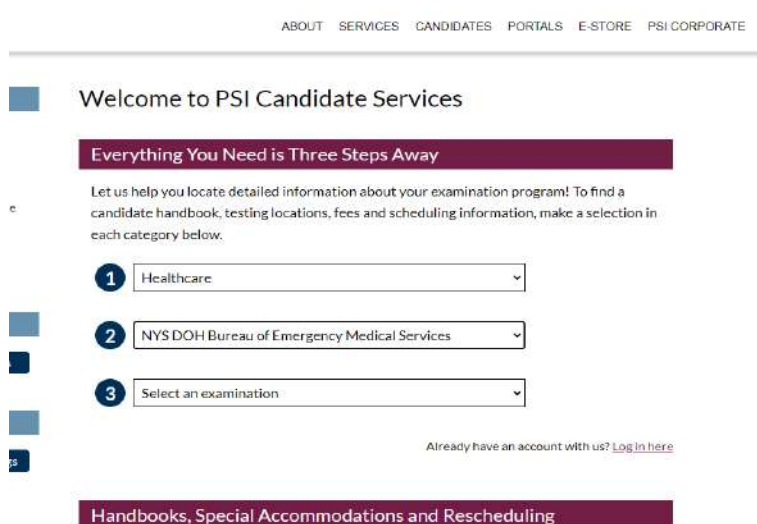 ABOUT SERVICES CANDIDATES PORTALS E-STORE PSI CORPORATE
Welcome to PSI Candidate Services
Everything You Need is Three Steps Away
Let us help you locate detailed information about your examination program! To find a
candidate handbook, testing locations, fees and scheduling information, make a selection in
each category below.
e
1 Healthcare
2 NYS DOH Bureau of Emergency Medical Services
3 Select an examination
Already have an account with us? Log in here
gs
Handbooks, Special Accommodations and Rescheduling